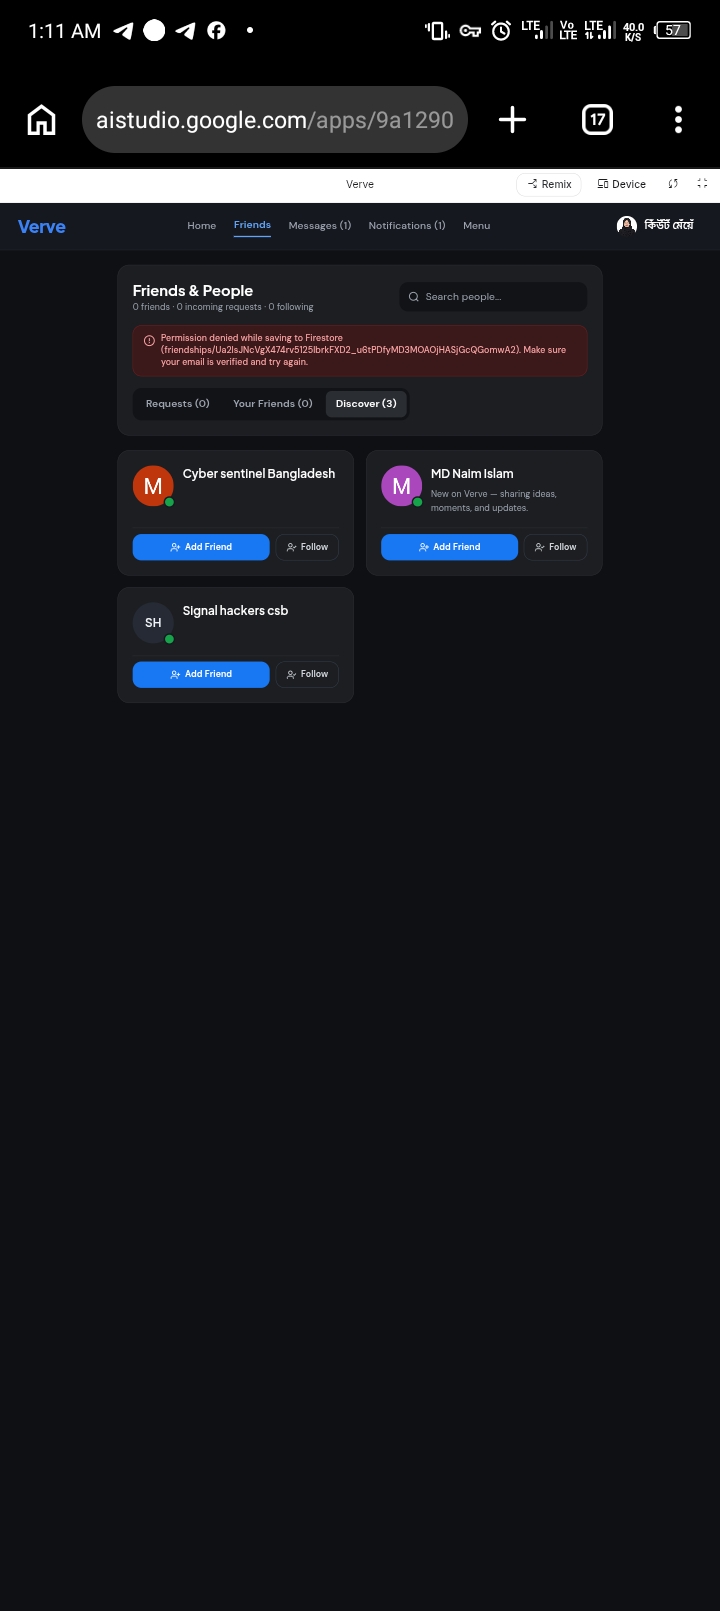 1:11 AM
LTE Vo LTE LTE 40.0 K/S 57
aistudio.google.com/apps/9a1290
17
Verve
Remix
Device
Verve
Home
Friends
Messages (1)
Notifications (1)
Menu
কিউট মেয়ে
Friends & People
0 friends · 0 incoming requests · 0 following
Search people...
Permission denied while saving to Firestore
(friendships/Ua2lsJNcVgX474rv5125lbrkFXD2_u6tPDfyMD3MOAOjHASjGcQGomwA2). Make sure
your email is verified and try again.
Requests (0)
Your Friends (0)
Discover (3)
M
Cyber sentinel Bangladesh
Add Friend
Follow
M
MD Naim Islam
New on Verve — sharing ideas,
moments, and updates.
Add Friend
Follow
SH
Signal hackers csb
Add Friend
Follow